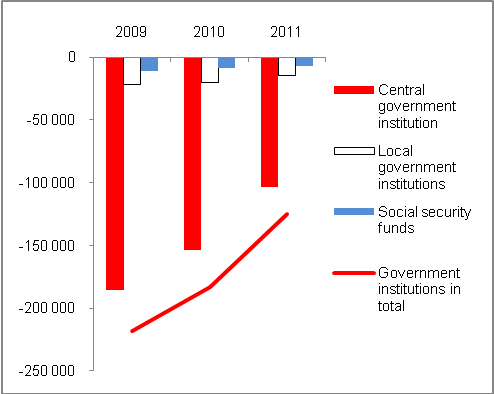 2009 2010 2011
0
-50 000
-100 000
-150 000
-200 000
-250 000
Central
government
institution
Local
government
institutions
Social security
funds
Government
institutions in
total